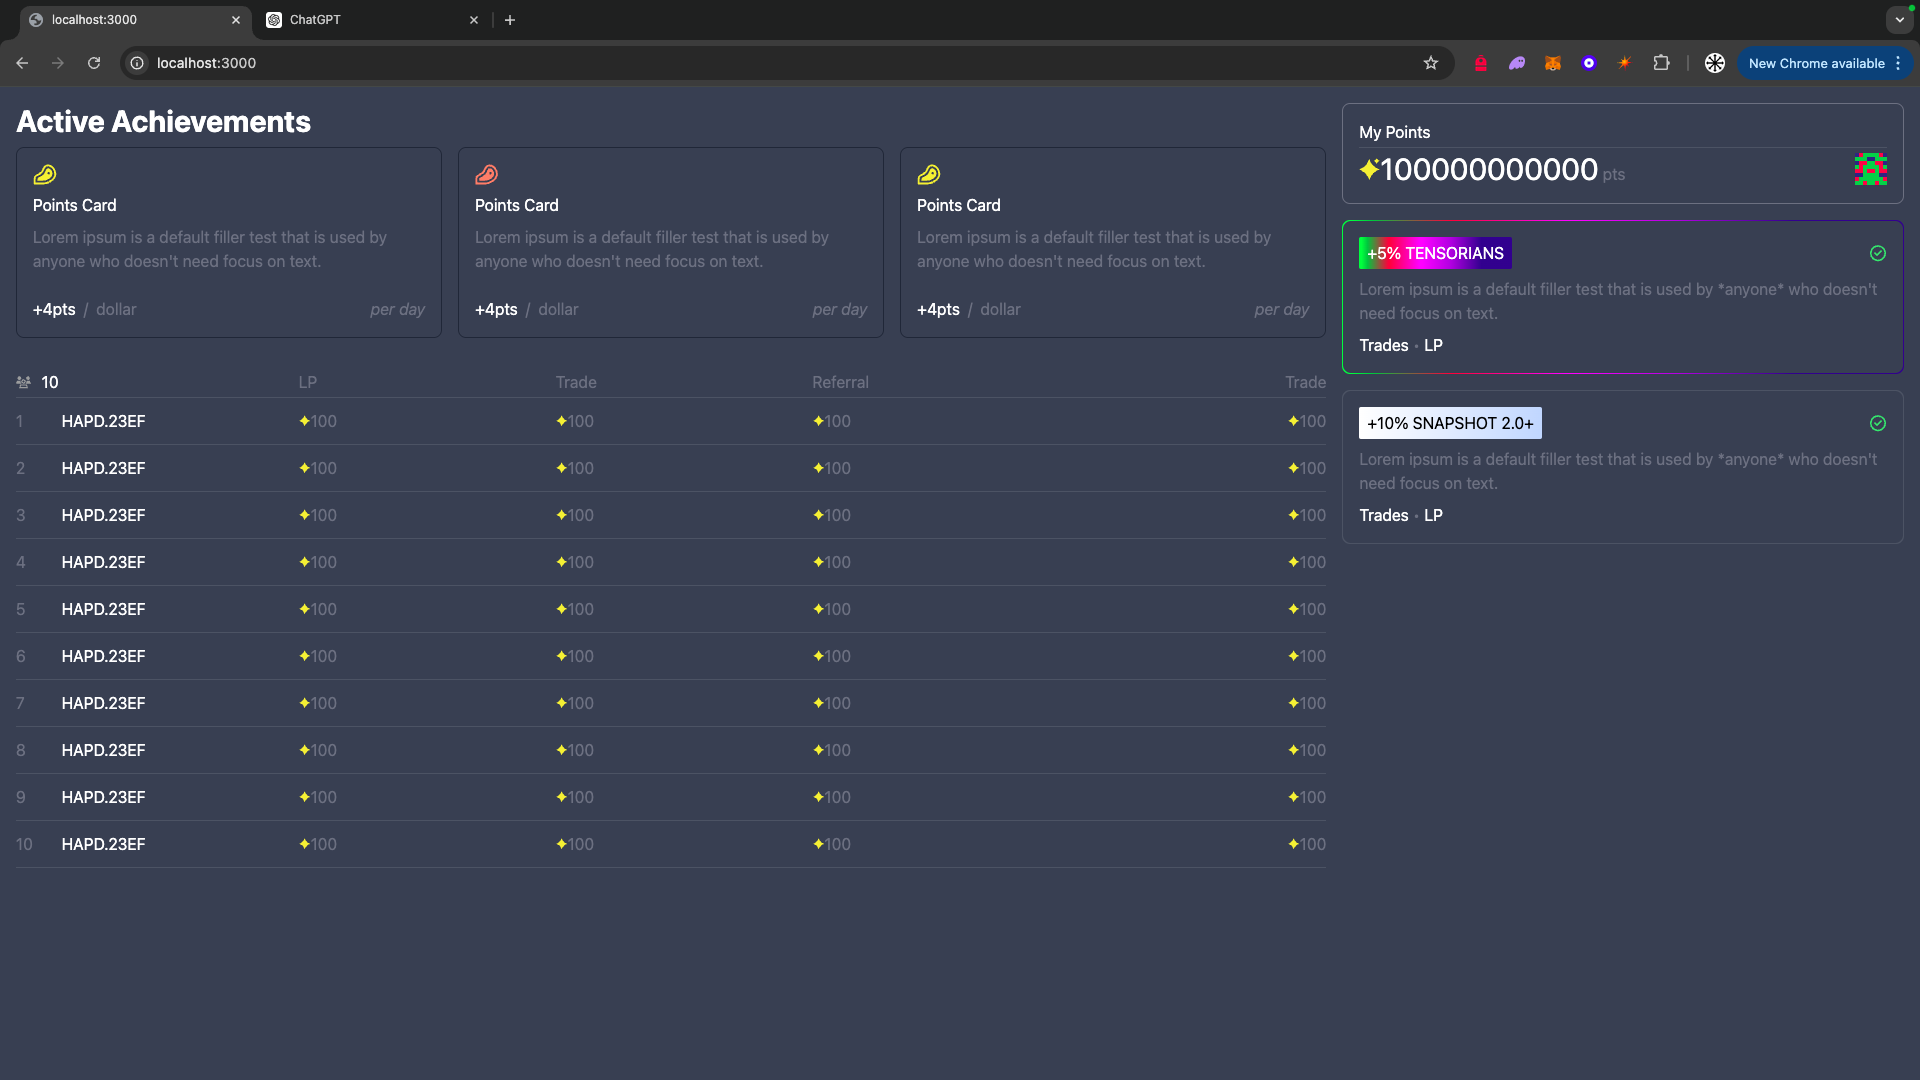 localhost:3000
ChatGPT
localhost:3000
New Chrome available
Active Achievements
Points Card
Lorem ipsum is a default filler test that is used by
anyone who doesn't need focus on text.
+4pts / dollar per day
Points Card
Lorem ipsum is a default filler test that is used by
anyone who doesn't need focus on text.
+4pts / dollar per day
Points Card
Lorem ipsum is a default filler test that is used by
anyone who doesn't need focus on text.
+4pts / dollar per day
10 LP Trade Referral Trade
1 HAPD.23EF 100 100 100 100
2 HAPD.23EF 100 100 100 100
3 HAPD.23EF 100 100 100 100
4 HAPD.23EF 100 100 100 100
5 HAPD.23EF 100 100 100 100
6 HAPD.23EF 100 100 100 100
7 HAPD.23EF 100 100 100 100
8 HAPD.23EF 100 100 100 100
9 HAPD.23EF 100 100 100 100
10 HAPD.23EF 100 100 100 100
My Points
100000000000 pts
+5% TENSORIANS
Lorem ipsum is a default filler test that is used by *anyone* who doesn't
need focus on text.
Trades • LP
+10% SNAPSHOT 2.0+
Lorem ipsum is a default filler test that is used by *anyone* who doesn't
need focus on text.
Trades • LP